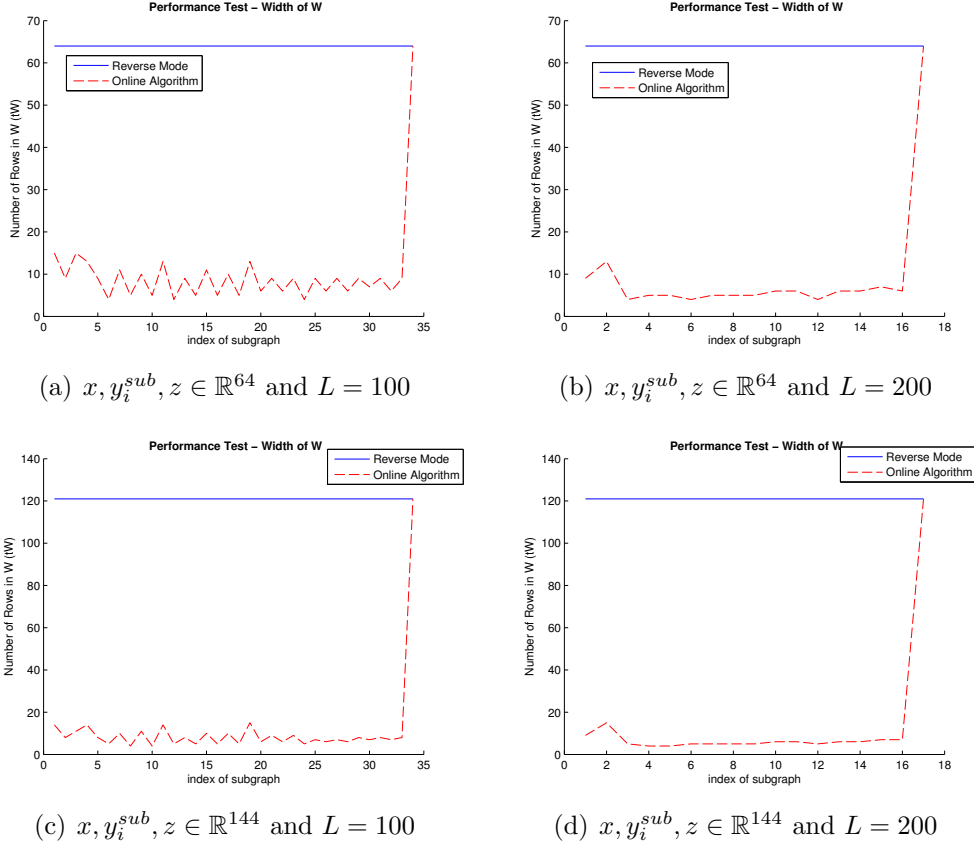 Performance Test − Width of W
Number of Rows in W (tW)
70
60
50
40
30
20
10
0
Reverse Mode
Online Algorithm
0 5 10 15 20 25 30 35
index of subgraph
(a) $x, y_i^{sub}, z \in \mathbb{R}^{64}$ and $L = 100$
Performance Test − Width of W
Number of Rows in W (tW)
70
60
50
40
30
20
10
0
Reverse Mode
Online Algorithm
0 2 4 6 8 10 12 14 16 18
index of subgraph
(b) $x, y_i^{sub}, z \in \mathbb{R}^{64}$ and $L = 200$
Performance Test − Width of W
Number of Rows in W (tW)
140
120
100
80
60
40
20
0
Reverse Mode
Online Algorithm
0 5 10 15 20 25 30 35
index of subgraph
(c) $x, y_i^{sub}, z \in \mathbb{R}^{144}$ and $L = 100$
Performance Test − Width of W
Number of Rows in W (tW)
140
120
100
80
60
40
20
0
Reverse Mode
Online Algorithm
0 2 4 6 8 10 12 14 16 18
index of subgraph
(d) $x, y_i^{sub}, z \in \mathbb{R}^{144}$ and $L = 200$